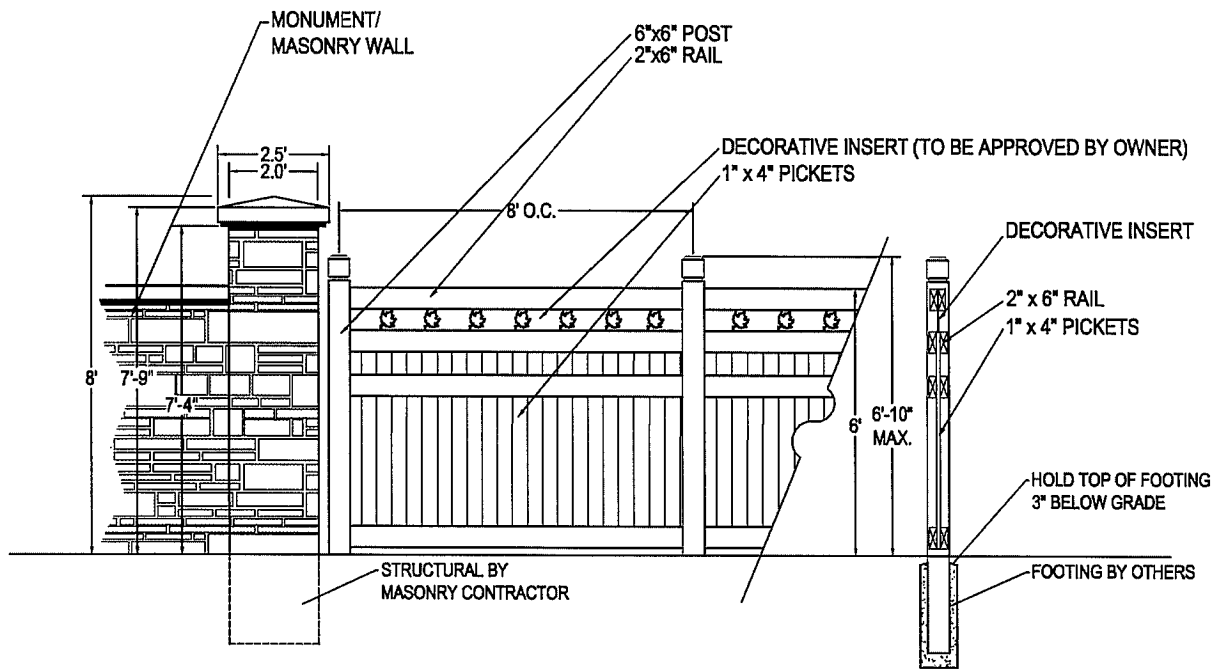 MONUMENT/
MASONRY WALL
6"x6" POST
2"x6" RAIL
DECORATIVE INSERT (TO BE APPROVED BY OWNER)
1" x 4" PICKETS
2.5'
2.0'
8' O.C.
DECORATIVE INSERT
2" x 6" RAIL
1" x 4" PICKETS
8'
7'-9"
7'-4"
6'
6'-10"
MAX.
HOLD TOP OF FOOTING
3" BELOW GRADE
STRUCTURAL BY
MASONRY CONTRACTOR
FOOTING BY OTHERS